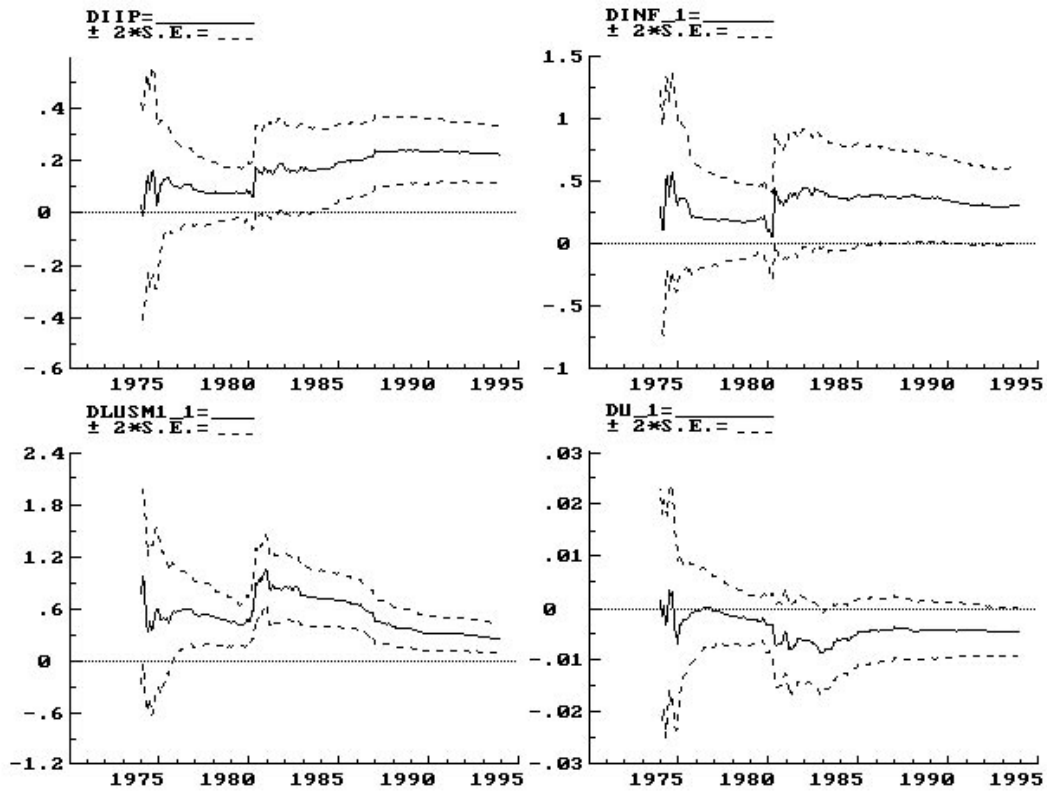 DIIP=
± 2*S.E.=
.4
.2
0
-.2
-.4
-.6
1975 1980 1985 1990 1995
DINF_1=
± 2*S.E.=
1.5
1
.5
0
-.5
-1
1975 1980 1985 1990 1995
DLUSM1_1=
± 2*S.E.=
2.4
1.8
1.2
.6
0
-.6
-1.2
1975 1980 1985 1990 1995
DU_1=
± 2*S.E.=
.03
.02
.01
0
-.01
-.02
-.03
1975 1980 1985 1990 1995